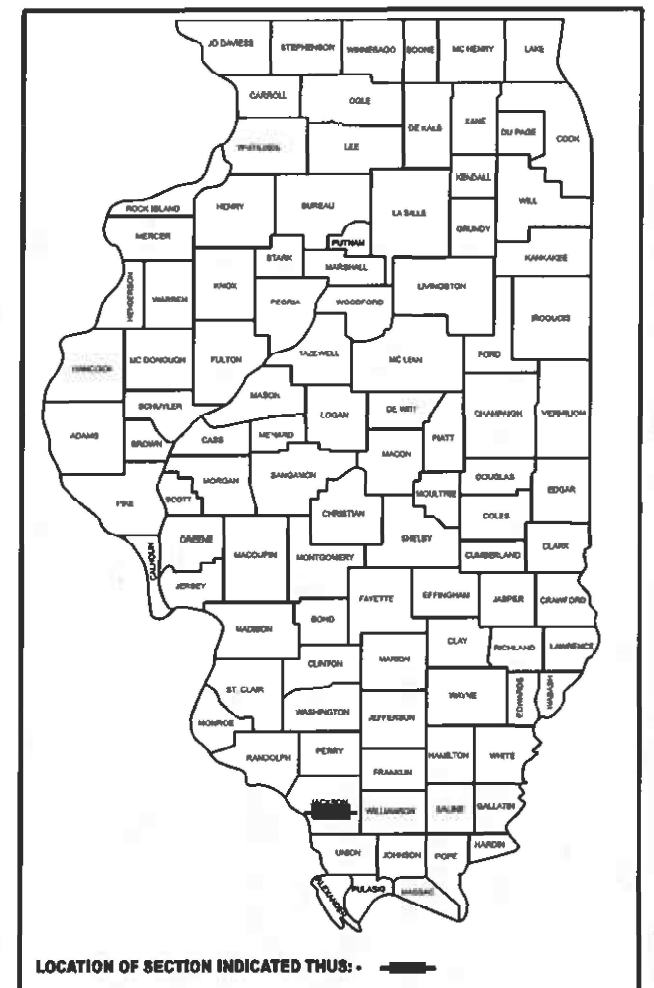 JO DAVIESS STEPHENSON WINNEBAGO BOONE MC HENRY LAKE
CARROLL OGLE
DE KALB KANE DU PAGE COOK
WHITESIDE LEE
KENDALL
ROCK ISLAND HENRY BUREAU LA SALLE WILL
MERCER PUTNAM GRUNDY
STARK MARSHALL KANKAKEE
HENDERSON WARREN KNOX PEORIA WOODFORD LIVINGSTON
IROQUOIS
HANCOCK MC DONOUGH FULTON TAZEWELL MC LEAN FORD
MASON
SCHUYLER LOGAN DE WITT CHAMPAIGN VERMILION
ADAMS BROWN CASS MENARD PIATT
MACON
PIKE SCOTT MORGAN SANGAMON MOULTRIE DOUGLAS EDGAR
CHRISTIAN COLES
CALHOUN GREENE MACOUPIN MONTGOMERY SHELBY CUMBERLAND CLARK
JERSEY FAYETTE EFFINGHAM JASPER CRAWFORD
MADISON BOND
CLINTON MARION CLAY RICHLAND LAWRENCE
ST. CLAIR WAYNE EDWARDS WABASH
MONROE WASHINGTON JEFFERSON
RANDOLPH PERRY HAMILTON WHITE
FRANKLIN
JACKSON WILLIAMSON SALINE GALLATIN
UNION JOHNSON POPE HARDIN
ALEXANDER PULASKI MASSAC
LOCATION OF SECTION INDICATED THUS: -